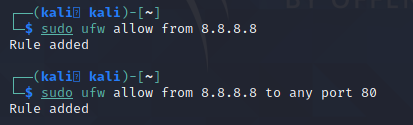 ┌──(kali㉿kali)-[~]
└─$ sudo ufw allow from 8.8.8.8
Rule added
┌──(kali㉿kali)-[~]
└─$ sudo ufw allow from 8.8.8.8 to any port 80
Rule added